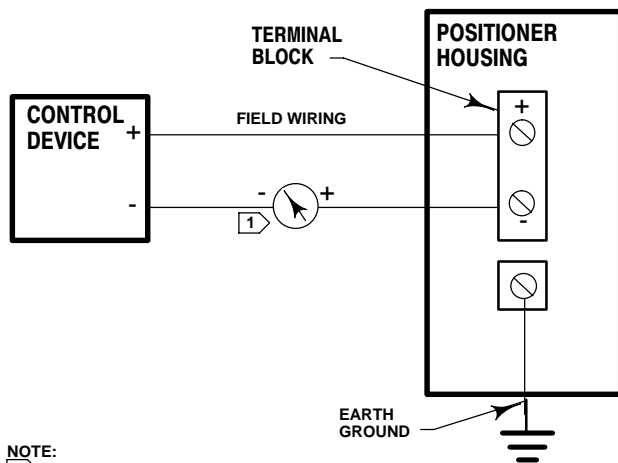 TERMINAL
BLOCK
POSITIONER
HOUSING
CONTROL
DEVICE
+
-
FIELD WIRING
+
-
-
+
1
EARTH
GROUND
NOTE: